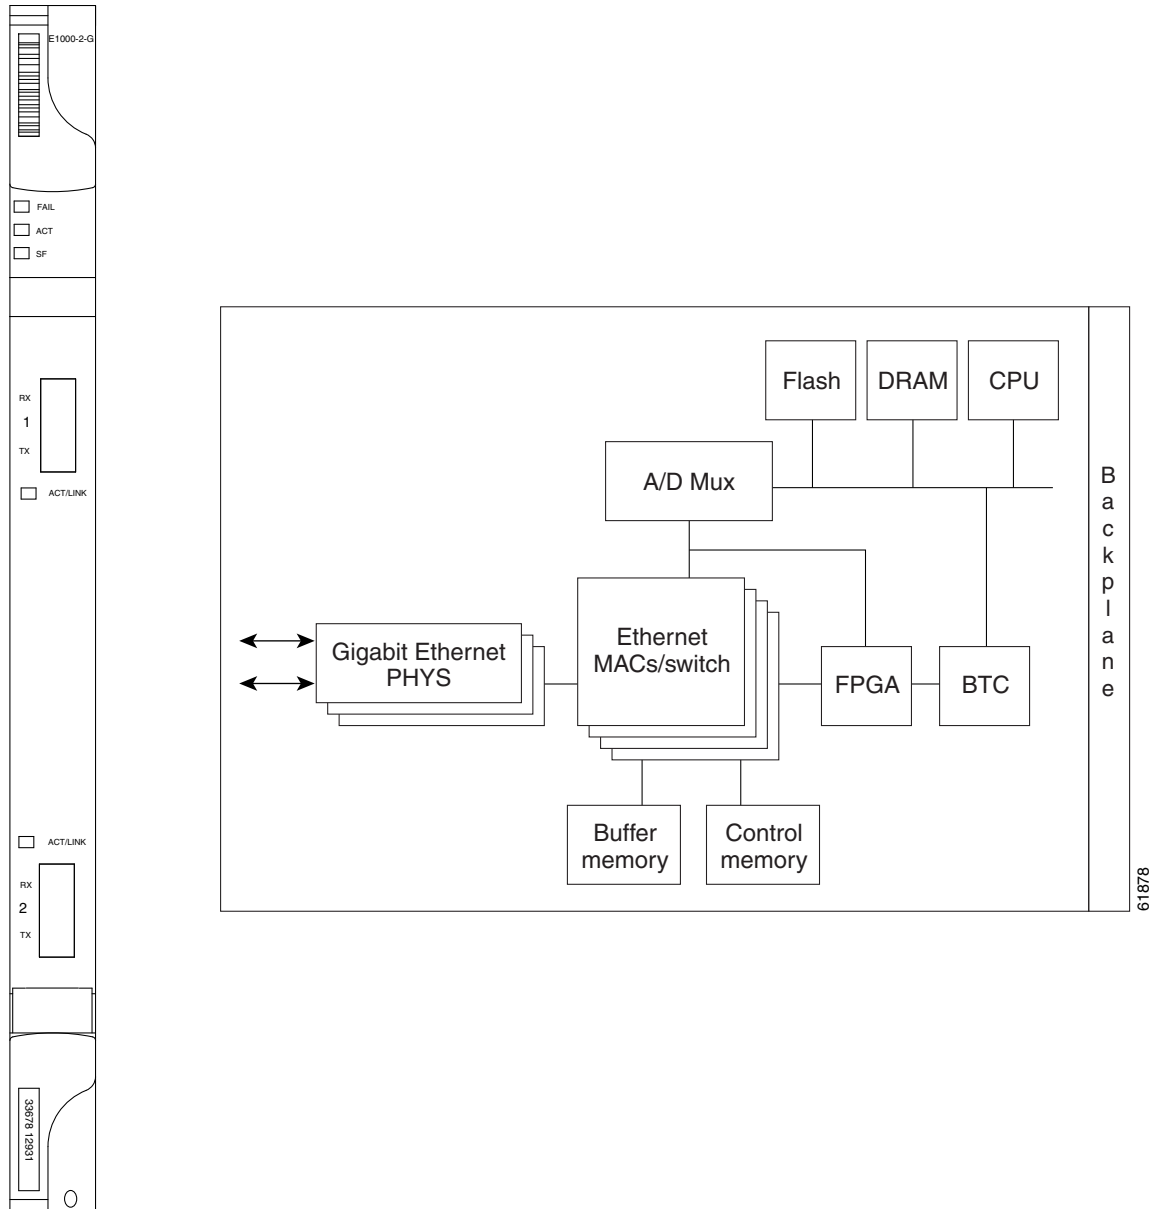 E1000-2-G
FAIL
ACT
SF
RX
1
TX
ACT/LINK
ACT/LINK
RX
2
TX
33678 12931
Flash
DRAM
CPU
A/D Mux
Ethernet
MACs/switch
Gigabit Ethernet
PHYS
FPGA
BTC
Buffer
memory
Control
memory
Backplane
61878